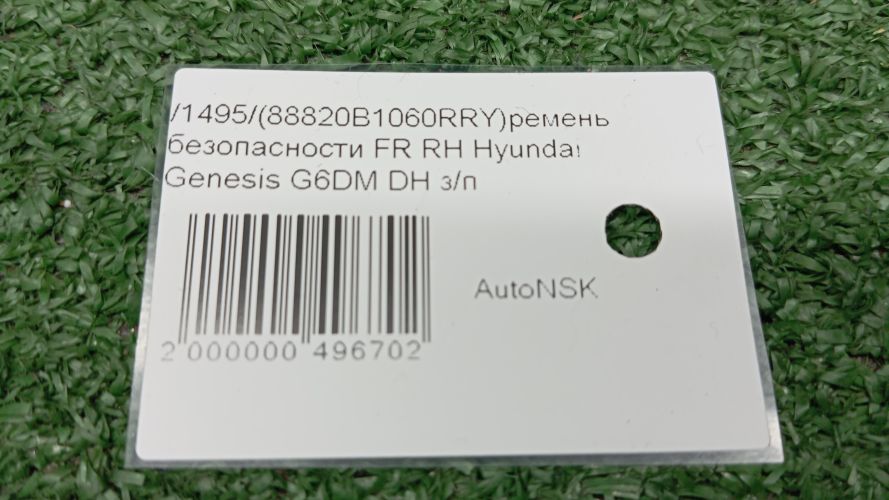 /1495/(88820B1060RRY)ремень
безопасности FR RH Hyundai
Genesis G6DM DH з/п
AutoNSK
2 000000 496702